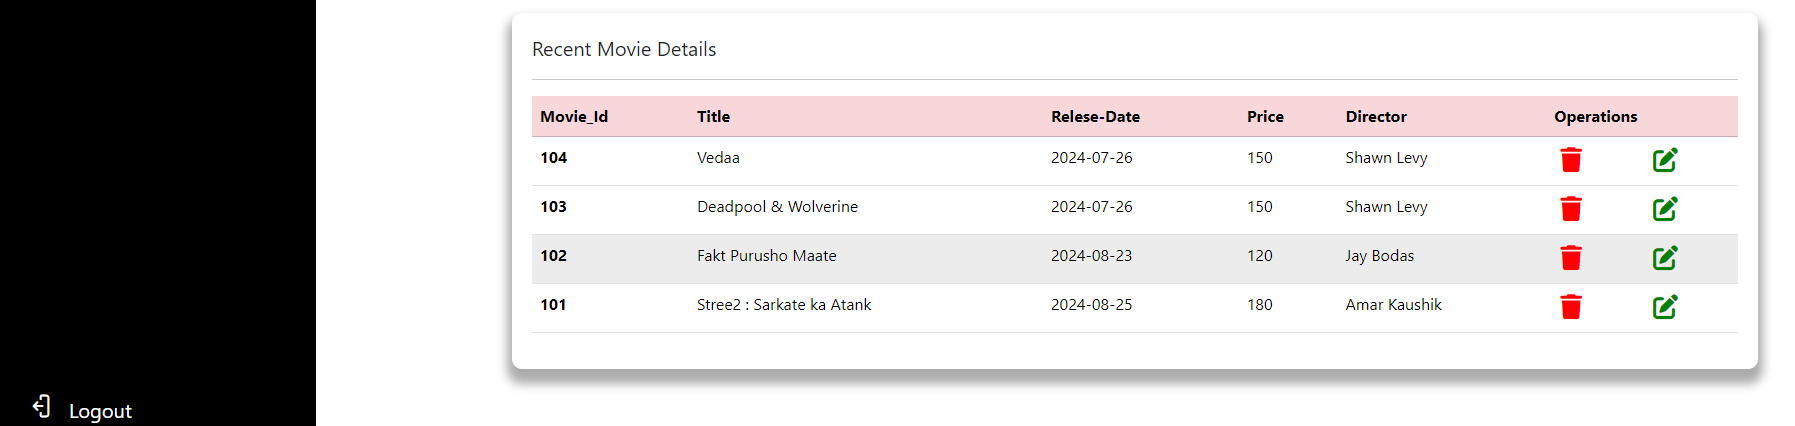 Recent Movie Details
Movie_Id Title Relese-Date Price Director Operations
104 Vedaa 2024-07-26 150 Shawn Levy
103 Deadpool & Wolverine 2024-07-26 150 Shawn Levy
102 Fakt Purusho Maate 2024-08-23 120 Jay Bodas
101 Stree2 : Sarkate ka Atank 2024-08-25 180 Amar Kaushik
Logout